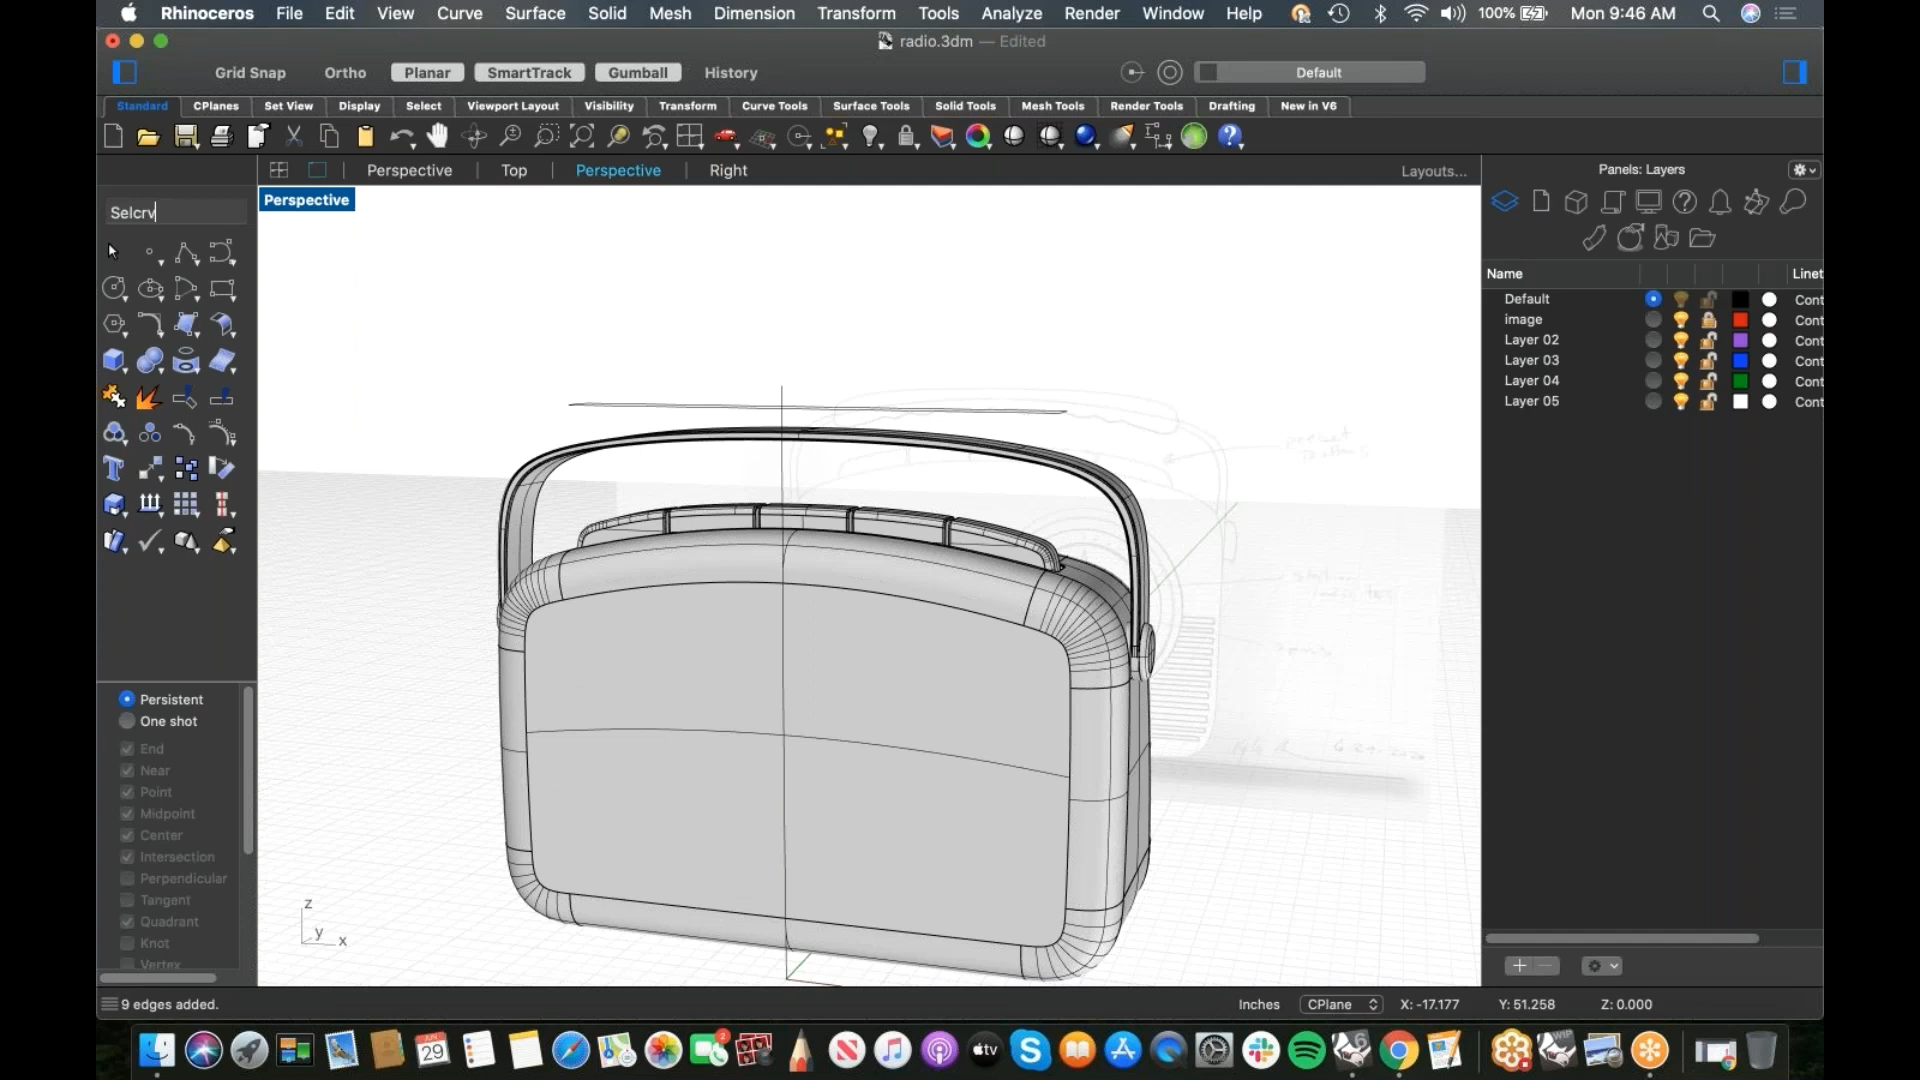 Rhinoceros File Edit View Curve Surface Solid Mesh Dimension Transform Tools Analyze Render Window Help 100% Mon 9:46 AM
radio.3dm — Edited
Grid Snap Ortho Planar SmartTrack Gumball History Default
Standard CPlanes Set View Display Select Viewport Layout Visibility Transform Curve Tools Surface Tools Solid Tools Mesh Tools Render Tools Drafting New in V6
Perspective Top Perspective Right Layouts... Panels: Layers
Perspective
Selcrv
Name Linet
Default Cont
image Cont
Layer 02 Cont
Layer 03 Cont
Layer 04 Cont
Layer 05 Cont
Persistent
One shot
End
Near
Point
Midpoint
Center
Intersection
Perpendicular
Tangent
Quadrant
Knot
Vertex
z
y x
9 edges added. Inches CPlane X: -17.177 Y: 51.258 Z: 0.000
JUN
29
tv
WIP